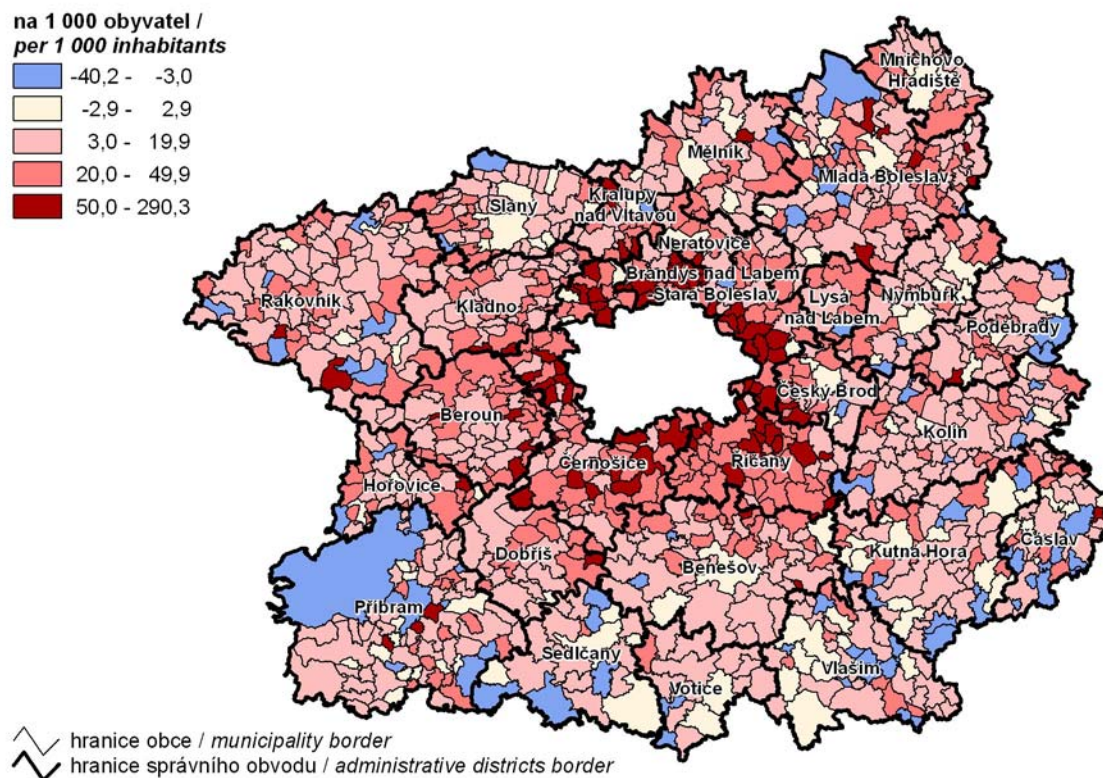 na 1 000 obyvatel /
per 1 000 inhabitants
-40,2 - -3,0
-2,9 - 2,9
3,0 - 19,9
20,0 - 49,9
50,0 - 290,3
Mnichovo
Hradiště
Mělník
Mladá Boleslav
Slaný
Kralupy
nad Vltavou
Neratovice
Rakovník
Kladno
Brandýs nad Labem
-Stará Boleslav
Lysá
nad Labem
Nymburk
Poděbrady
Český Brod
Beroun
Kolín
Černošice
Říčany
Hořovice
Dobříš
Benešov
Kutná Hora
Čáslav
Příbram
Sedlčany
Votice
Vlašim
hranice obce / municipality border
hranice správního obvodu / administrative districts border